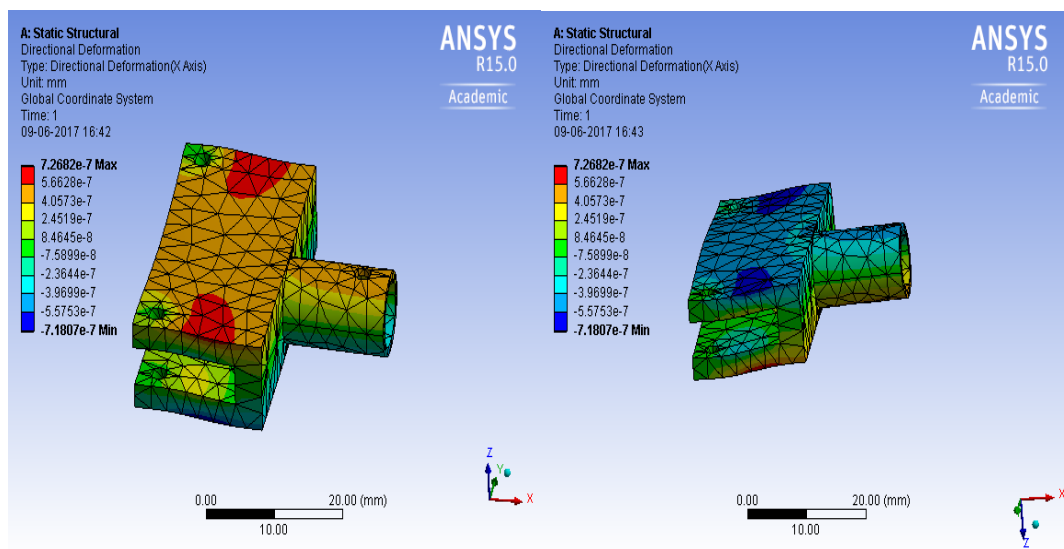 A: Static Structural
Directional Deformation
Type: Directional Deformation(X Axis)
Unit: mm
Global Coordinate System
Time: 1
09-06-2017 16:42
ANSYS
R15.0
Academic
7.2682e-7 Max
5.6628e-7
4.0573e-7
2.4519e-7
8.4645e-8
-7.5899e-8
-2.3644e-7
-3.9699e-7
-5.5753e-7
-7.1807e-7 Min
Z
Y
X
0.00
20.00 (mm)
10.00
A: Static Structural
Directional Deformation
Type: Directional Deformation(X Axis)
Unit: mm
Global Coordinate System
Time: 1
09-06-2017 16:43
ANSYS
R15.0
Academic
7.2682e-7 Max
5.6628e-7
4.0573e-7
2.4519e-7
8.4645e-8
-7.5899e-8
-2.3644e-7
-3.9699e-7
-5.5753e-7
-7.1807e-7 Min
X
Z
0.00
20.00 (mm)
10.00